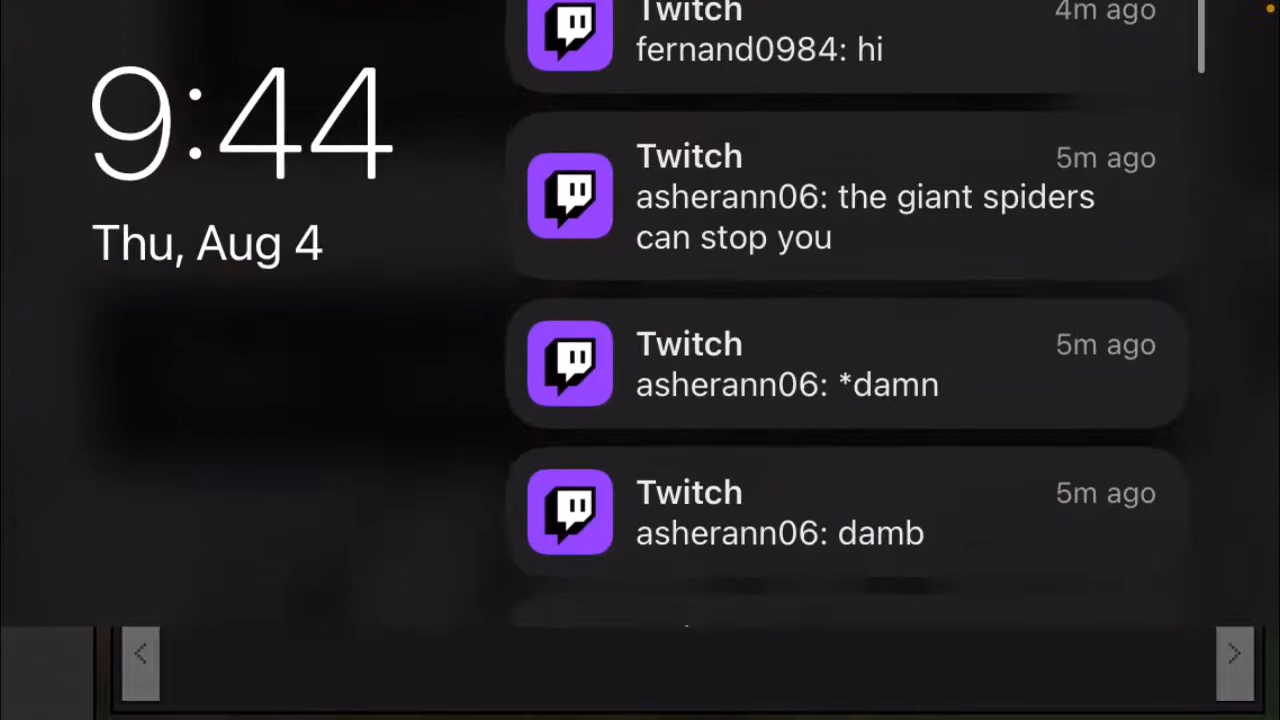 Twitch
4m ago
fernand0984: hi
9:44
Thu, Aug 4
Twitch
5m ago
asherann06: the giant spiders
can stop you
Twitch
5m ago
asherann06: *damn
Twitch
5m ago
asherann06: damb